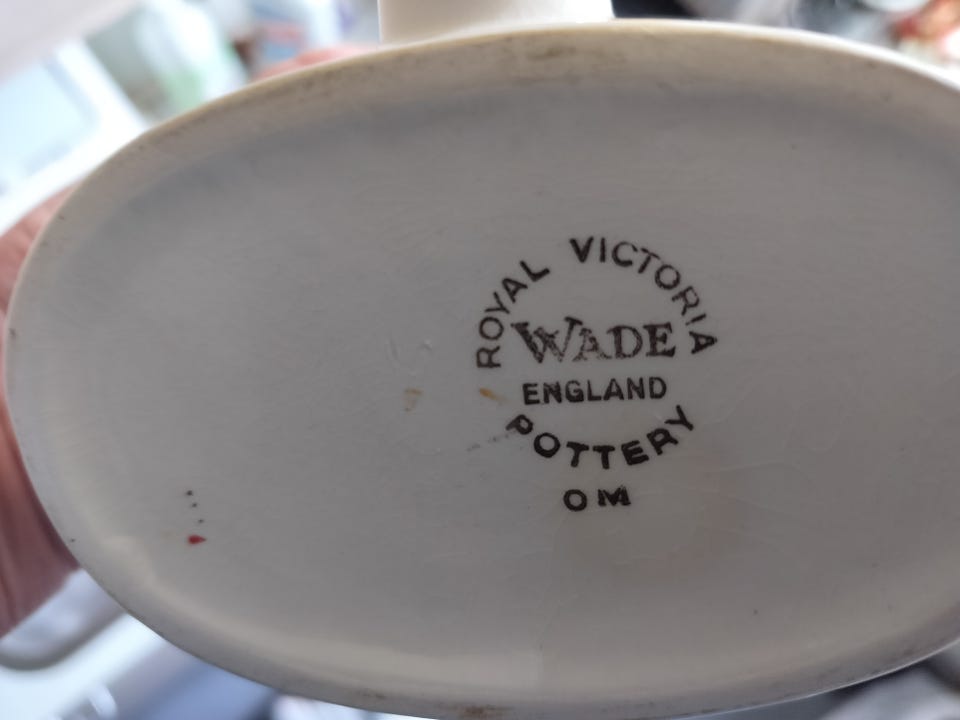 ROYAL VICTORIA
WADE
ENGLAND
POTTERY
OM